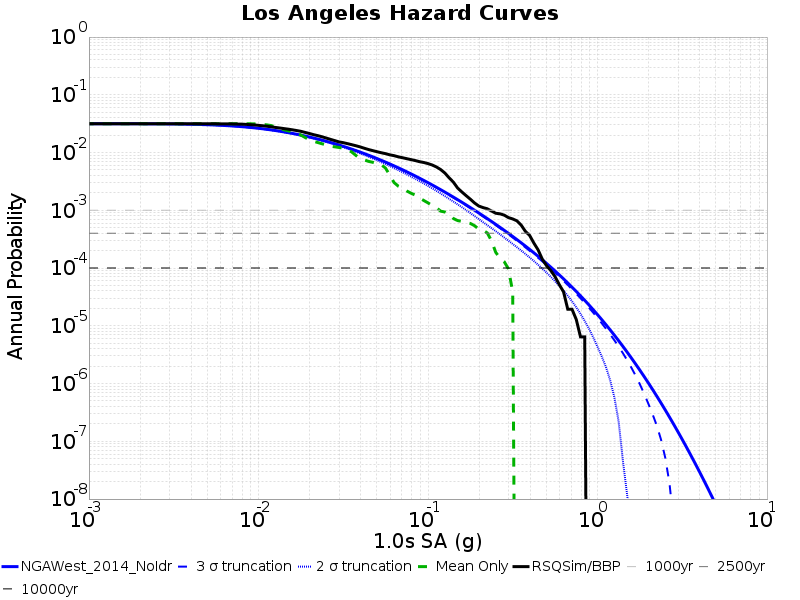 Los Angeles Hazard Curves
10^0
10^-1
10^-2
10^-3
10^-4
10^-5
10^-6
10^-7
10^-8
Annual Probability
10^-3 10^-2 10^-1 10^0 10^1
1.0s SA (g)
NGAWest_2014_NoIdr 3 σ truncation 2 σ truncation Mean Only RSQSim/BBP 1000yr 2500yr
10000yr